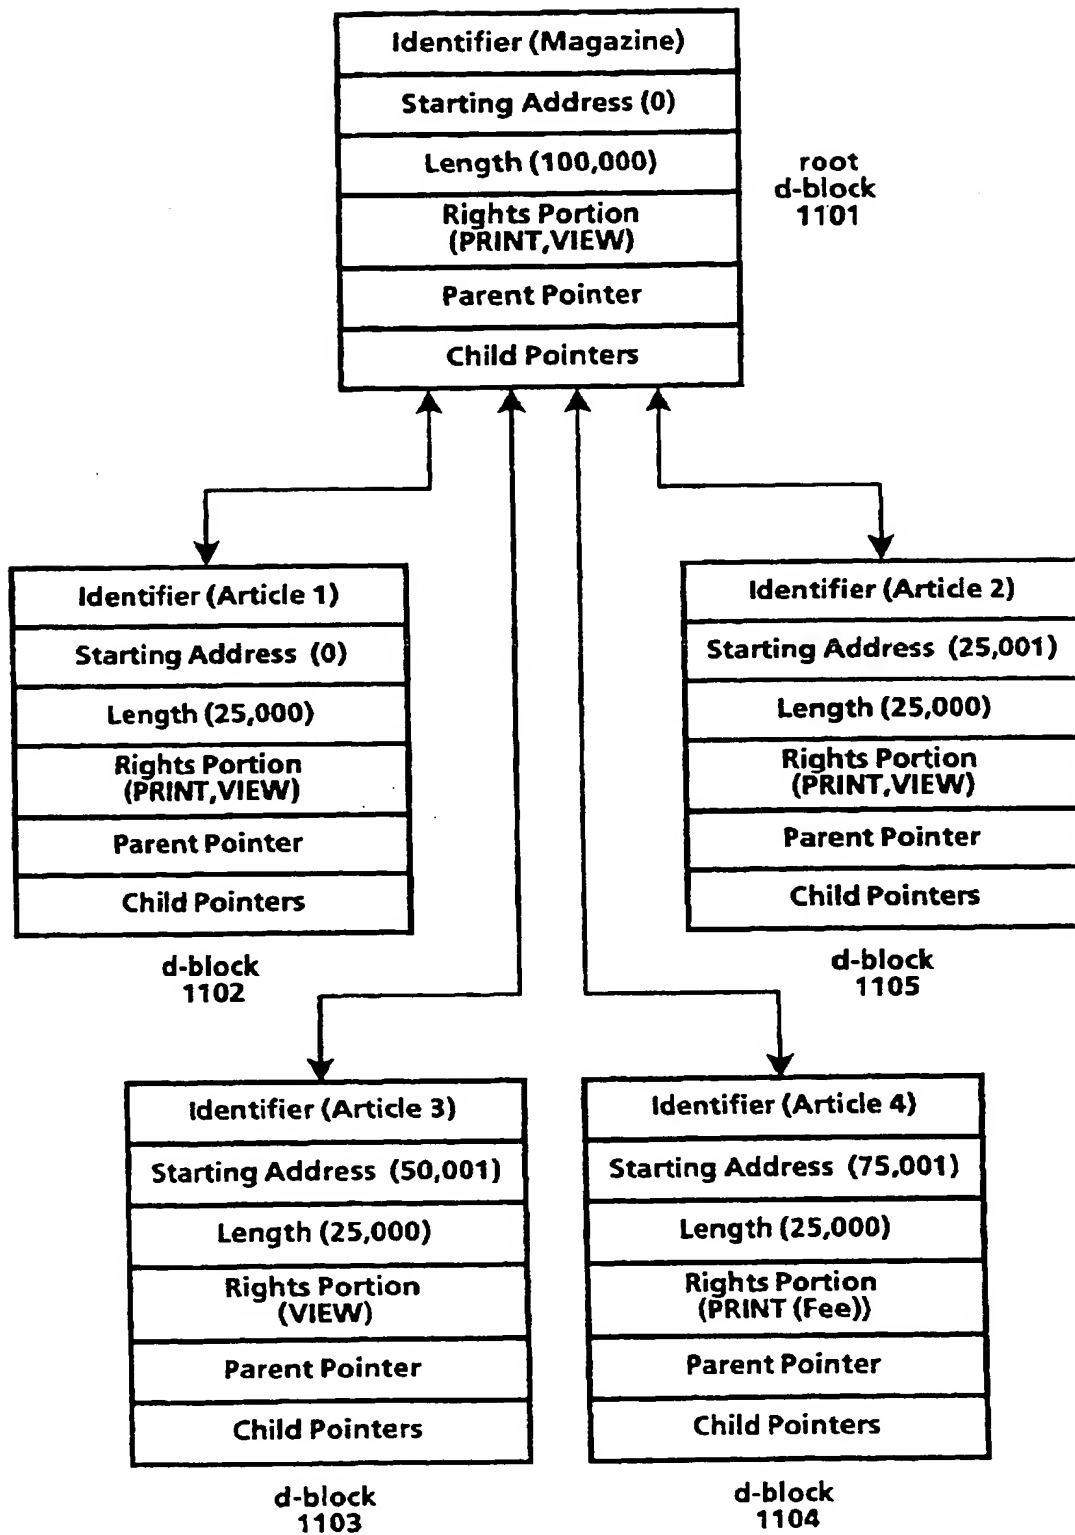 Identifier (Magazine)
Starting Address (0)
Length (100,000)
Rights Portion
(PRINT,VIEW)
Parent Pointer
Child Pointers
root
d-block
1101
Identifier (Article 1)
Starting Address (0)
Length (25,000)
Rights Portion
(PRINT,VIEW)
Parent Pointer
Child Pointers
d-block
1102
Identifier (Article 2)
Starting Address (25,001)
Length (25,000)
Rights Portion
(PRINT,VIEW)
Parent Pointer
Child Pointers
d-block
1105
Identifier (Article 3)
Starting Address (50,001)
Length (25,000)
Rights Portion
(VIEW)
Parent Pointer
Child Pointers
d-block
1103
Identifier (Article 4)
Starting Address (75,001)
Length (25,000)
Rights Portion
(PRINT (Fee))
Parent Pointer
Child Pointers
d-block
1104